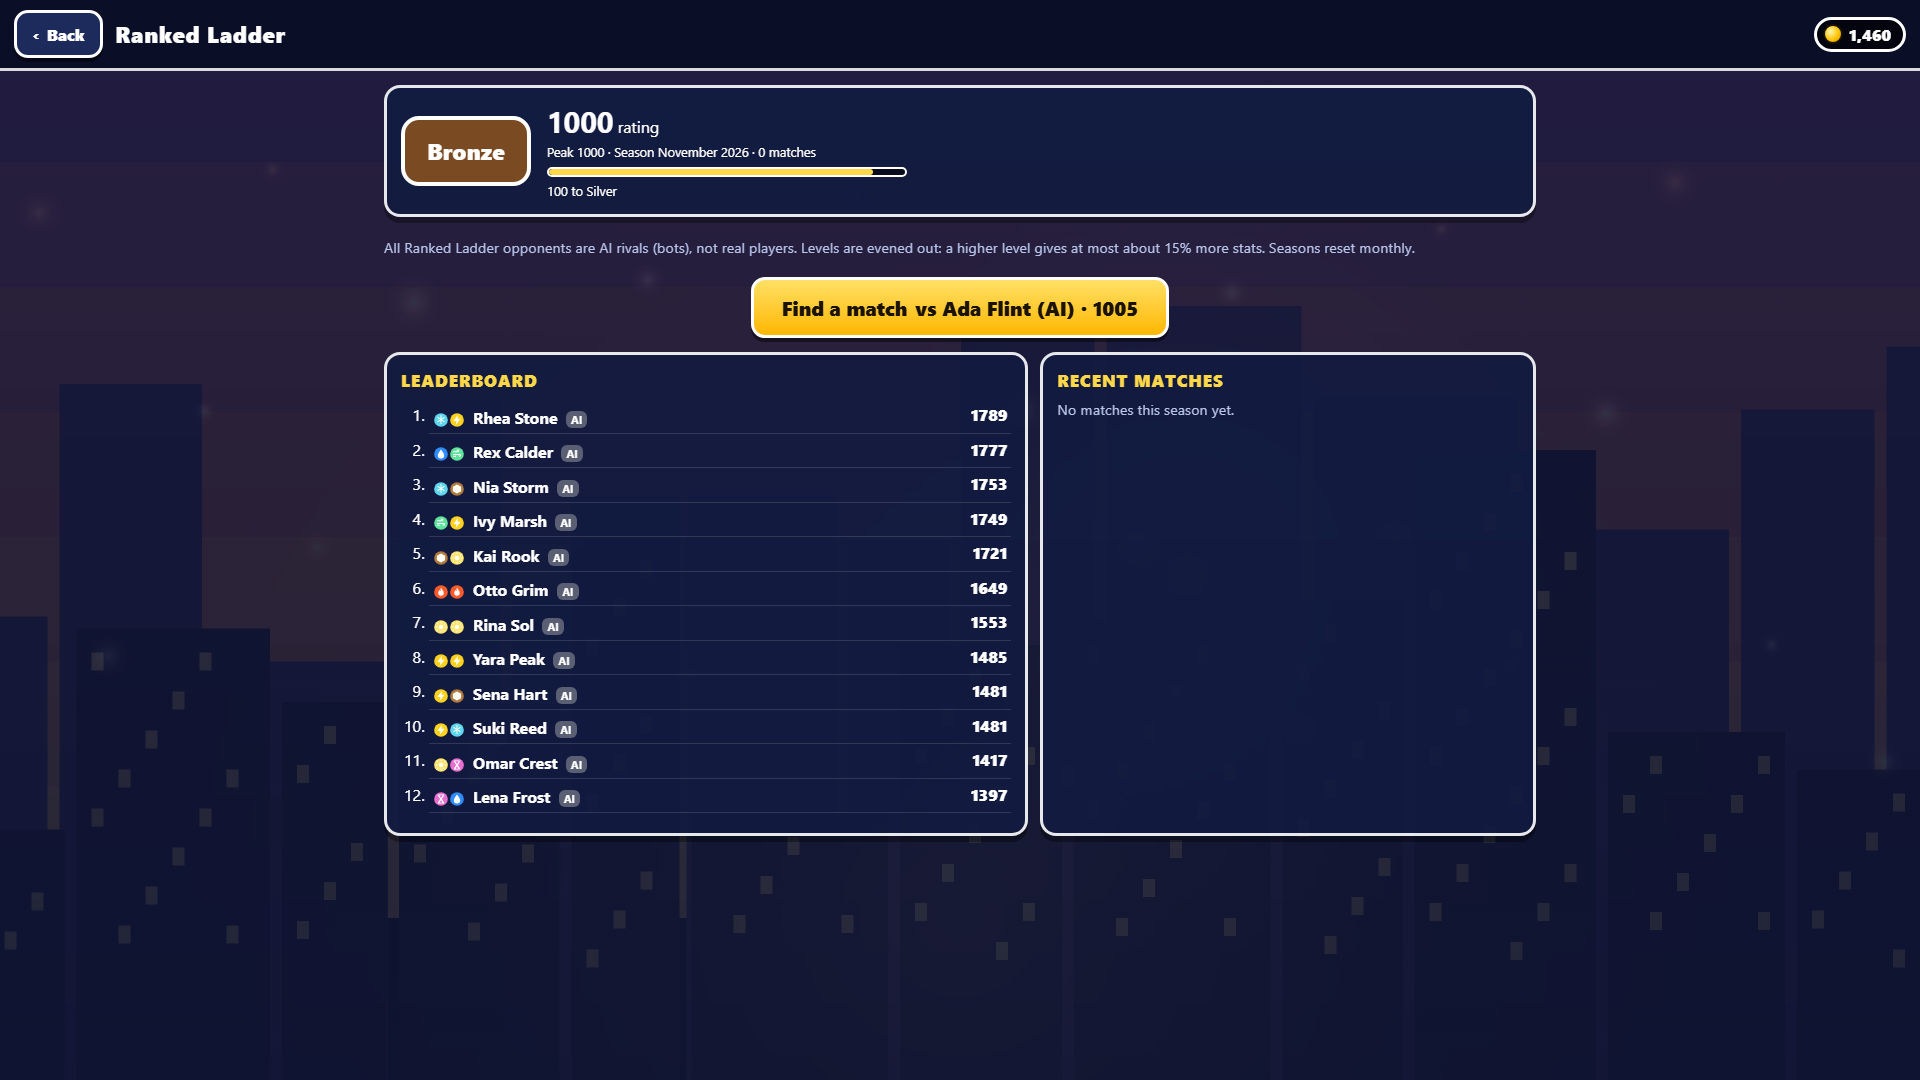 ‹ Back
Ranked Ladder
1,460
Bronze
1000 rating
Peak 1000 · Season November 2026 · 0 matches
100 to Silver
All Ranked Ladder opponents are AI rivals (bots), not real players. Levels are evened out: a higher level gives at most about 15% more stats. Seasons reset monthly.
Find a match vs Ada Flint (AI) · 1005
LEADERBOARD
1. Rhea Stone AI 1789
2. Rex Calder AI 1777
3. Nia Storm AI 1753
4. Ivy Marsh AI 1749
5. Kai Rook AI 1721
6. Otto Grim AI 1649
7. Rina Sol AI 1553
8. Yara Peak AI 1485
9. Sena Hart AI 1481
10. Suki Reed AI 1481
11. Omar Crest AI 1417
12. Lena Frost AI 1397
RECENT MATCHES
No matches this season yet.